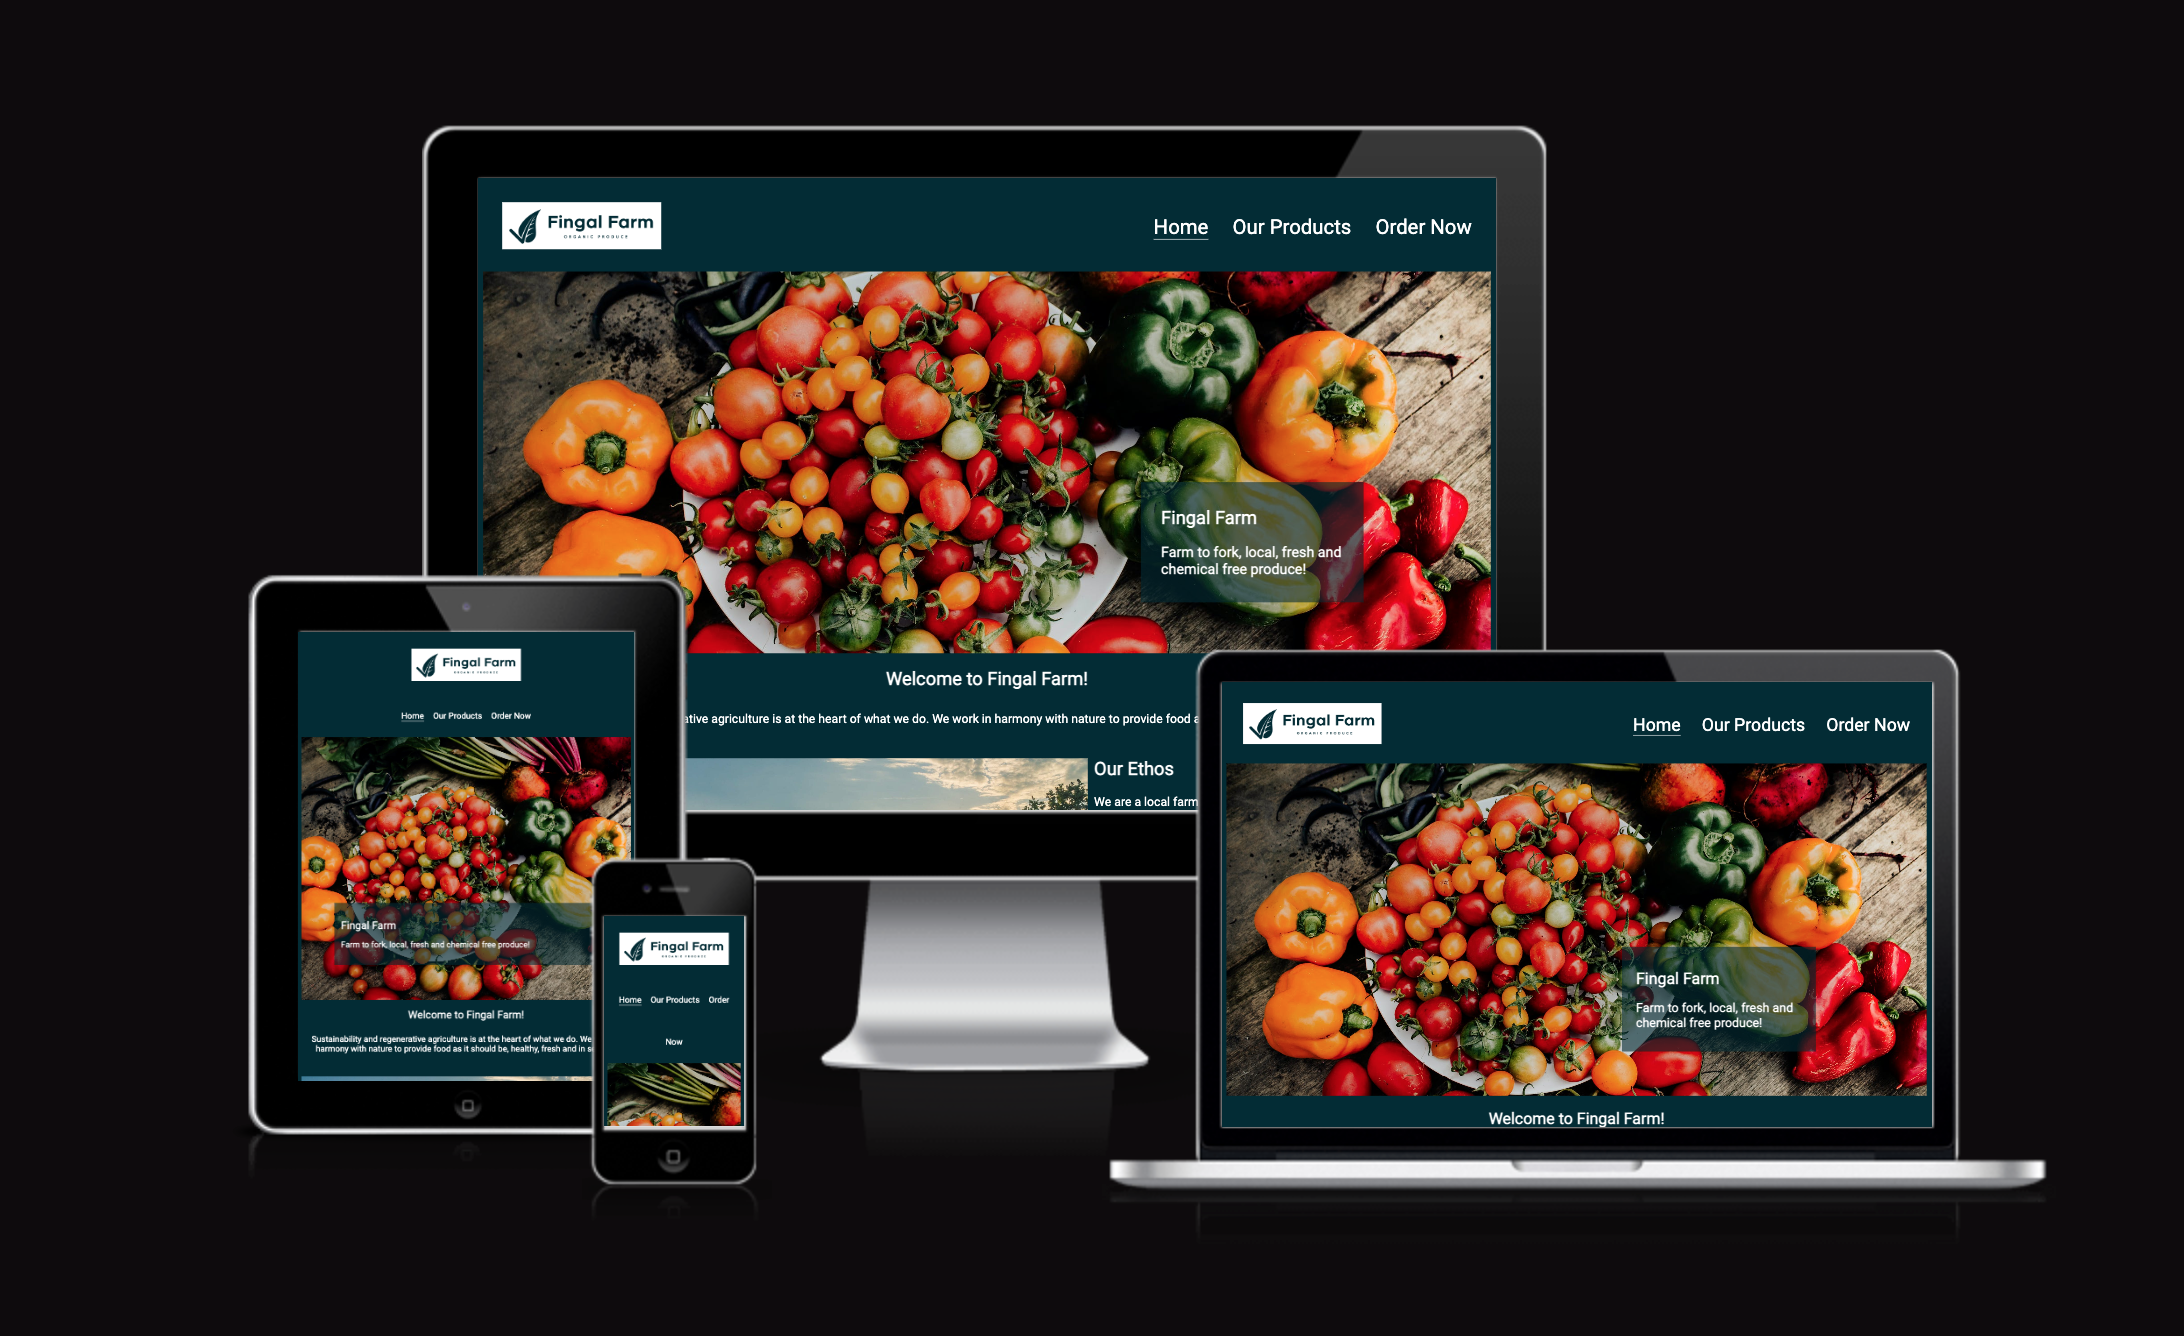 Fingal Farm
ORGANIC PRODUCE
Home Our Products Order Now
Fingal Farm
Farm to fork, local, fresh and
chemical free produce!
Welcome to Fingal Farm!
agriculture is at the heart of what we do. We work in harmony with nature to provide food
Our Ethos
We are a local farm
Fingal Farm
ORGANIC PRODUCE
Home Our Products Order Now
Fingal Farm
Farm to fork, local, fresh and chemical free produce!
Welcome to Fingal Farm!
Sustainability and regenerative agriculture is at the heart of what we do. We
harmony with nature to provide food as it should be, healthy, fresh and in
Fingal Farm
ORGANIC PRODUCE
Home Our Products Order
Now
Fingal Farm
ORGANIC PRODUCE
Home Our Products Order Now
Fingal Farm
Farm to fork, local, fresh and
chemical free produce!
Welcome to Fingal Farm!